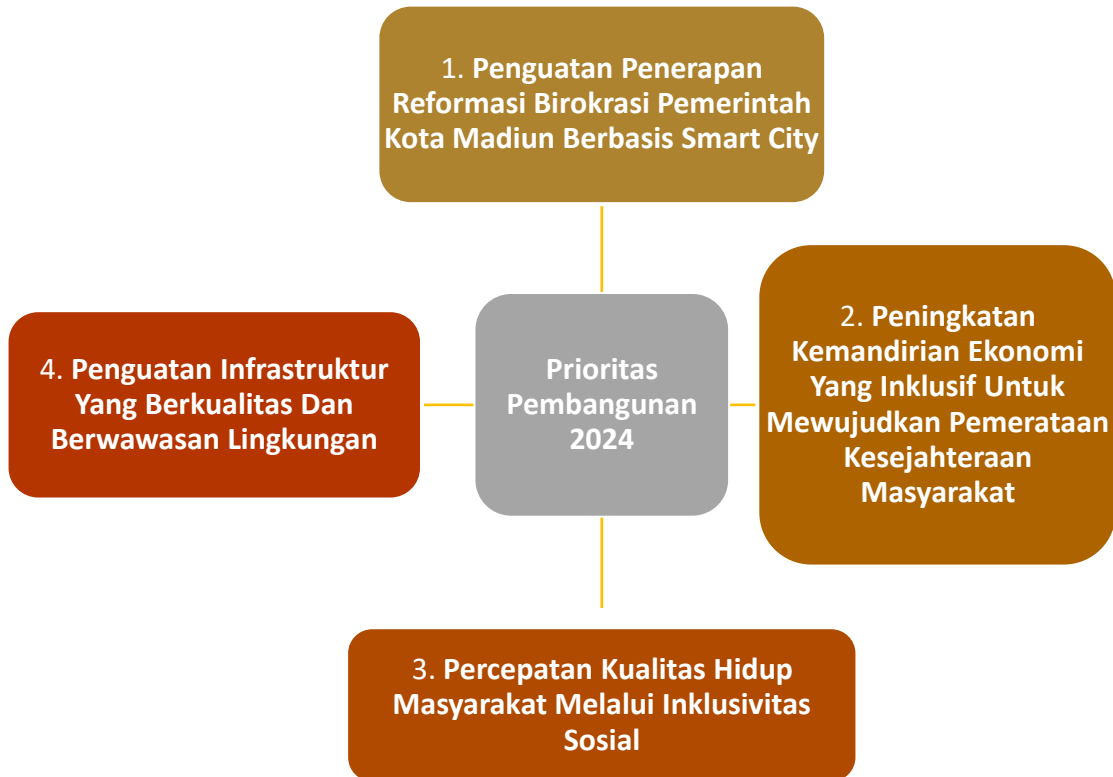 1. Penguatan Penerapan
Reformasi Birokrasi Pemerintah
Kota Madiun Berbasis Smart City
Prioritas
Pembangunan
2024
2. Peningkatan
Kemandirian Ekonomi
Yang Inklusif Untuk
Mewujudkan Pemerataan
Kesejahteraan
Masyarakat
3. Percepatan Kualitas Hidup
Masyarakat Melalui Inklusivitas
Sosial
4. Penguatan Infrastruktur
Yang Berkualitas Dan
Berwawasan Lingkungan